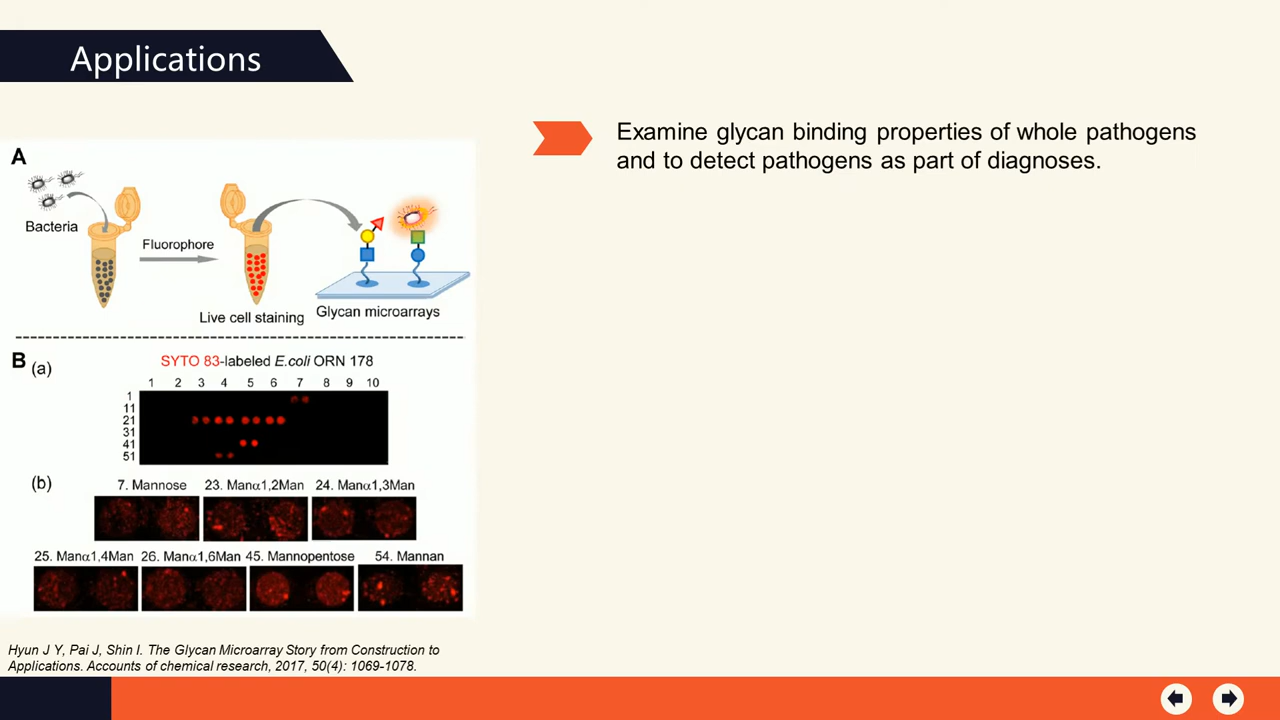 Applications
Examine glycan binding properties of whole pathogens
and to detect pathogens as part of diagnoses.
A
Bacteria
Fluorophore
Live cell staining
Glycan microarrays
B
(a)
SYTO 83-labeled E.coli ORN 178
1 2 3 4 5 6 7 8 9 10
1
11
21
31
41
51
(b)
7. Mannose
23. Manα1,2Man
24. Manα1,3Man
25. Manα1,4Man
26. Manα1,6Man
45. Mannopentose
54. Mannan
Hyun J Y, Pai J, Shin I. The Glycan Microarray Story from Construction to
Applications. Accounts of chemical research, 2017, 50(4): 1069-1078.